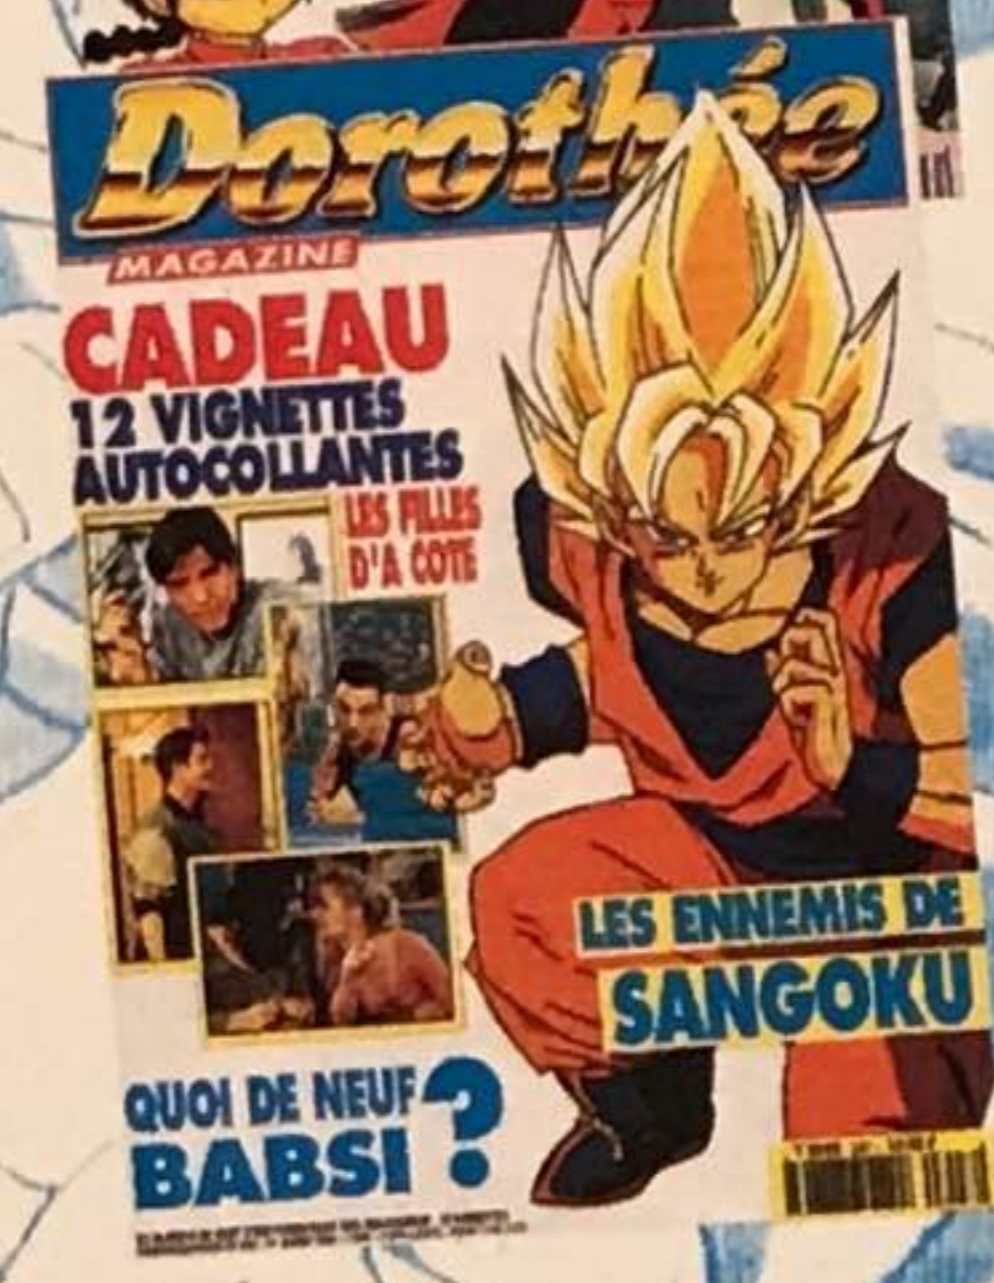 Dorothée
MAGAZINE
CADEAU
12 VIGNETTES
AUTOCOLLANTES
LES FILLES
D'A COTE
LES ENNEMIS DE
SANGOKU
QUOI DE NEUF
BABSI ?